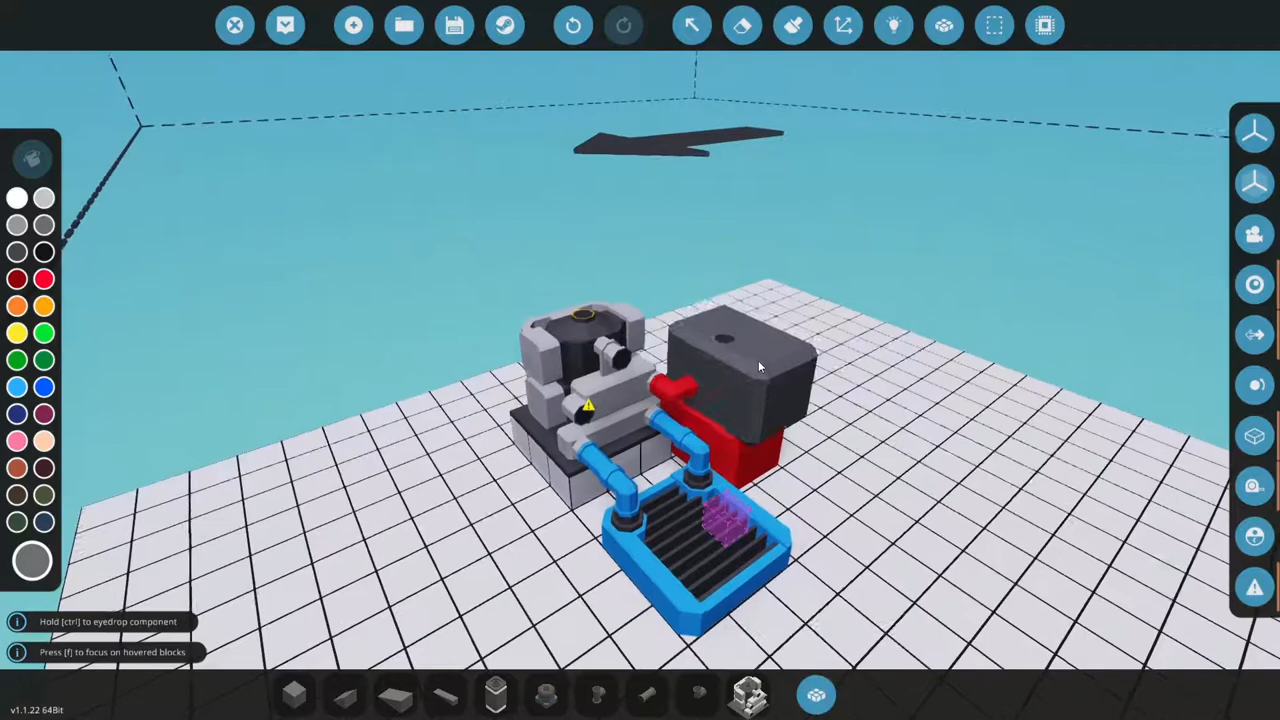 Hold [ctrl] to eyedrop component
Press [f] to focus on hovered blocks
v1.1.22 64Bit